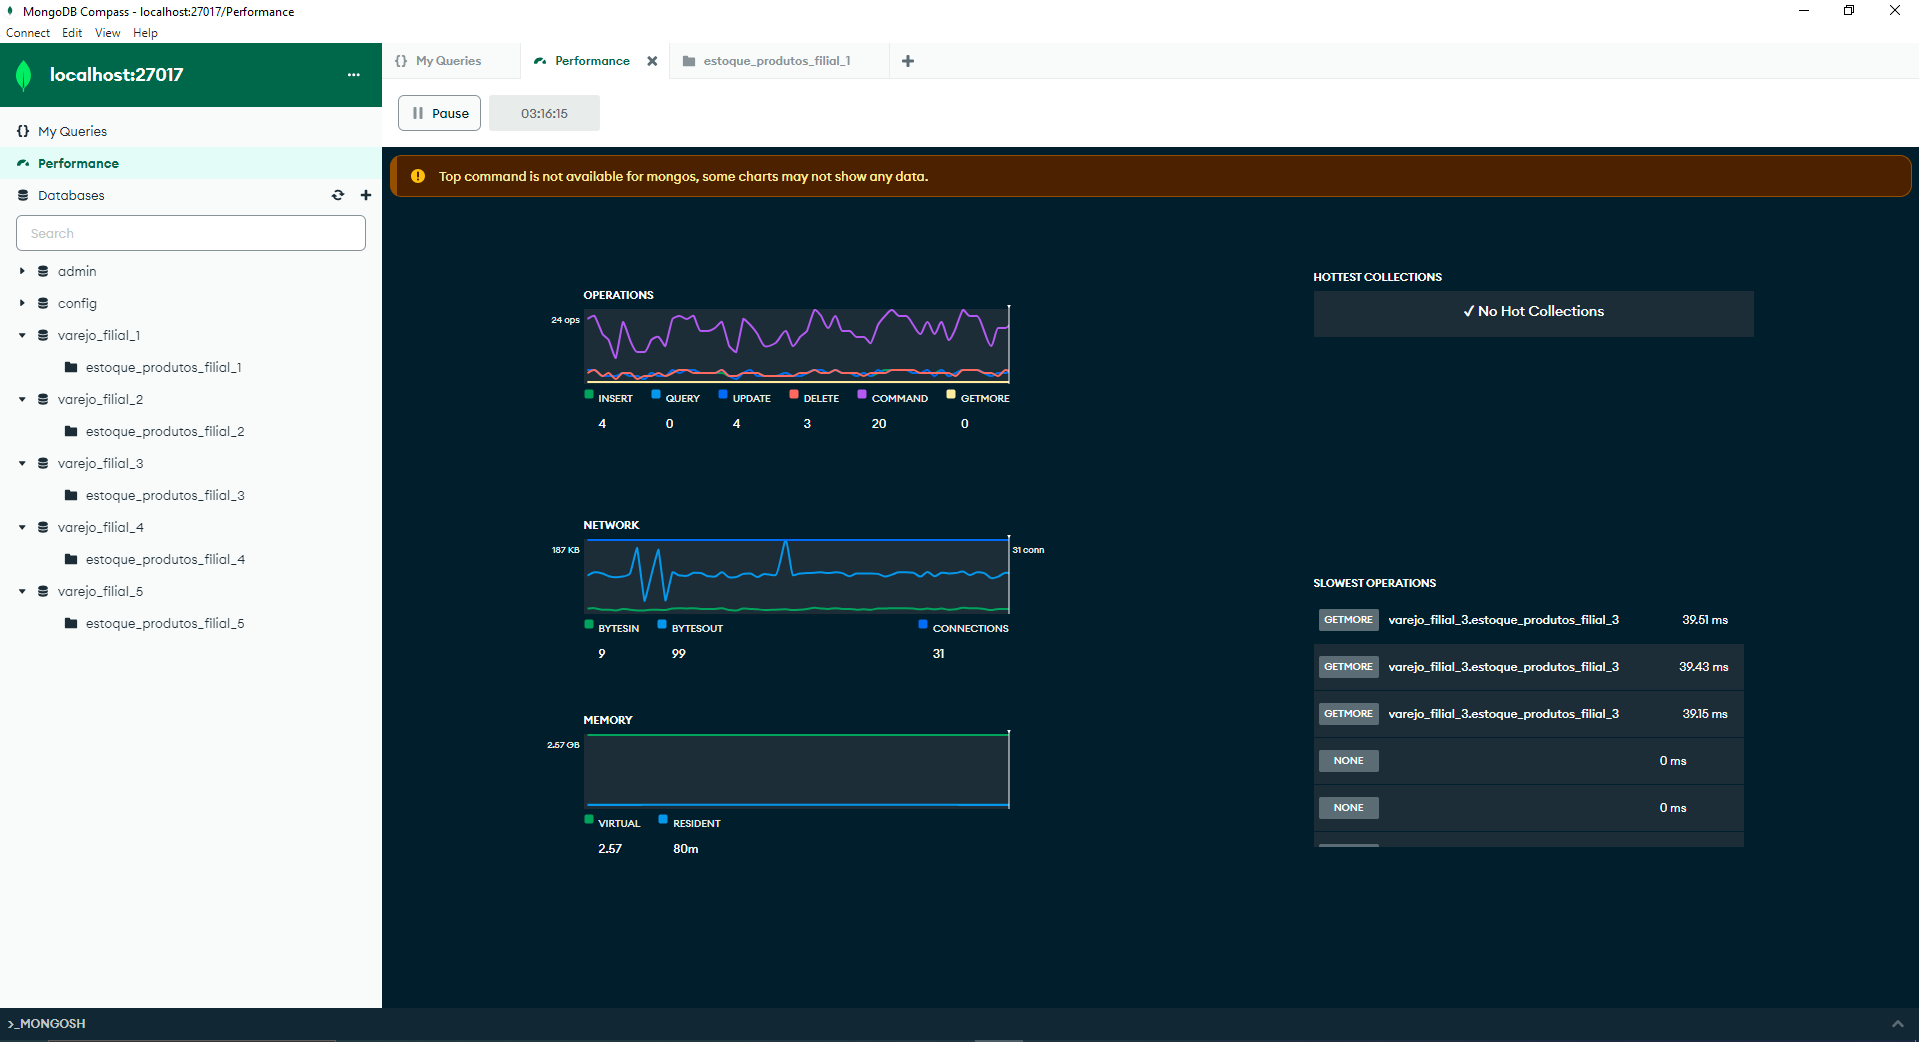 MongoDB Compass - localhost:27017/Performance
Connect Edit View Help
localhost:27017
My Queries
Performance
Databases
Search
admin
config
varejo_filial_1
estoque_produtos_filial_1
varejo_filial_2
estoque_produtos_filial_2
varejo_filial_3
estoque_produtos_filial_3
varejo_filial_4
estoque_produtos_filial_4
varejo_filial_5
estoque_produtos_filial_5
My Queries Performance estoque_produtos_filial_1
Pause 03:16:15
Top command is not available for mongos, some charts may not show any data.
OPERATIONS
24 ops
INSERT QUERY UPDATE DELETE COMMAND GETMORE
4 0 4 3 20 0
NETWORK
187 KB 31 conn
BYTESIN BYTESOUT CONNECTIONS
9 99 31
MEMORY
2.57 GB
VIRTUAL RESIDENT
2.57 80m
HOTTEST COLLECTIONS
✓ No Hot Collections
SLOWEST OPERATIONS
GETMORE varejo_filial_3.estoque_produtos_filial_3 39.51 ms
GETMORE varejo_filial_3.estoque_produtos_filial_3 39.43 ms
GETMORE varejo_filial_3.estoque_produtos_filial_3 39.15 ms
NONE 0 ms
NONE 0 ms
>_MONGOSH